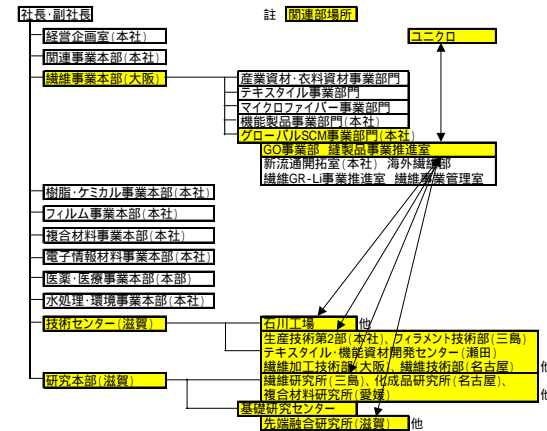 社長･副社長
註 関連部場所
経営企画室(本社)
ユニクロ
関連事業本部(本社)
繊維事業本部(大阪)
産業資材･衣料資材事業部門
テキスタイル事業部門
マイクロファイバー事業部門
機能製品事業部門(本社)
グローバルSCM事業部門(本社)
GO事業部 縫製品事業推進室
新流通開拓室(本社) 海外繊維部
繊維GR-Li事業推進室 繊維事業管理室
樹脂･ケミカル事業本部(本社)
フィルム事業本部(本社)
複合材料事業本部(本社)
電子情報材料事業本部(本社)
医薬･医療事業本部(本部)
水処理･環境事業本部(本社)
技術センター(滋賀)
石川工場 他
生産技術第2部(本社)、フィラメント技術部(三島)
テキスタイル･機能資材開発センター(瀬田)
繊維加工技術部(大阪)、繊維技術部(名古屋) 他
研究本部(滋賀)
繊維研究所(三島)、化成品研究所(名古屋)、
複合材料研究所(愛媛) 他
基礎研究センター
先端融合研究所(滋賀) 他